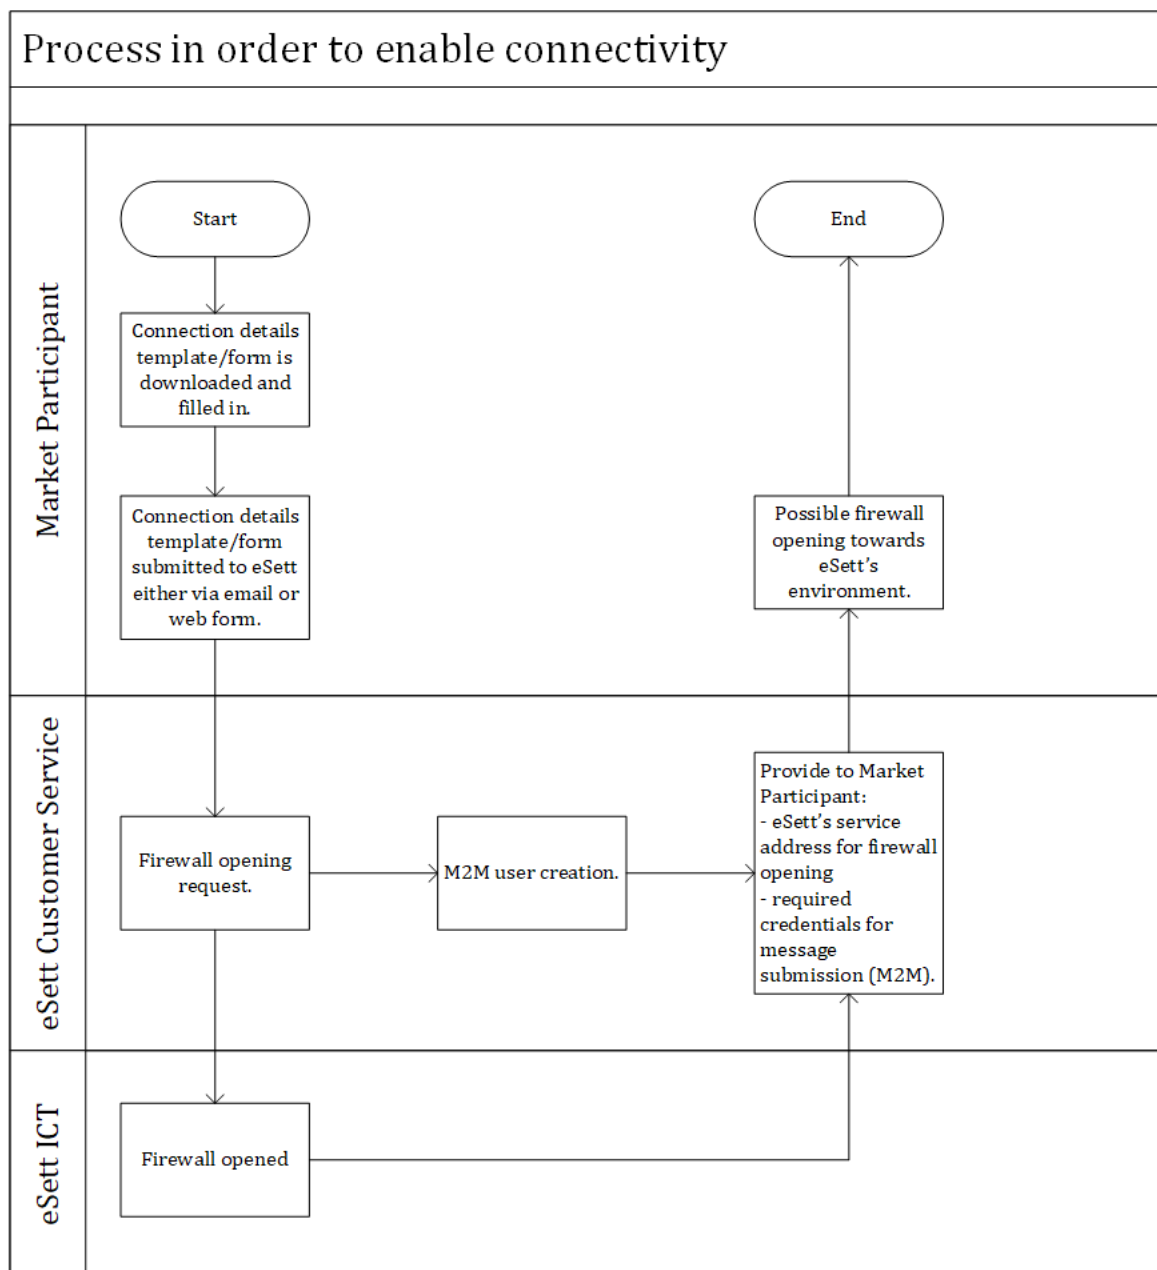 Process in order to enable connectivity
Market Participant
Start
End
Connection details
template/form is
downloaded and
filled in.
Connection details
template/form
submitted to eSett
either via email or
web form.
Possible firewall
opening towards
eSett's
environment.
eSett Customer Service
Firewall opening
request.
M2M user creation.
Provide to Market
Participant:
- eSett's service
address for firewall
opening
- required
credentials for
message
submission (M2M).
eSett ICT
Firewall opened